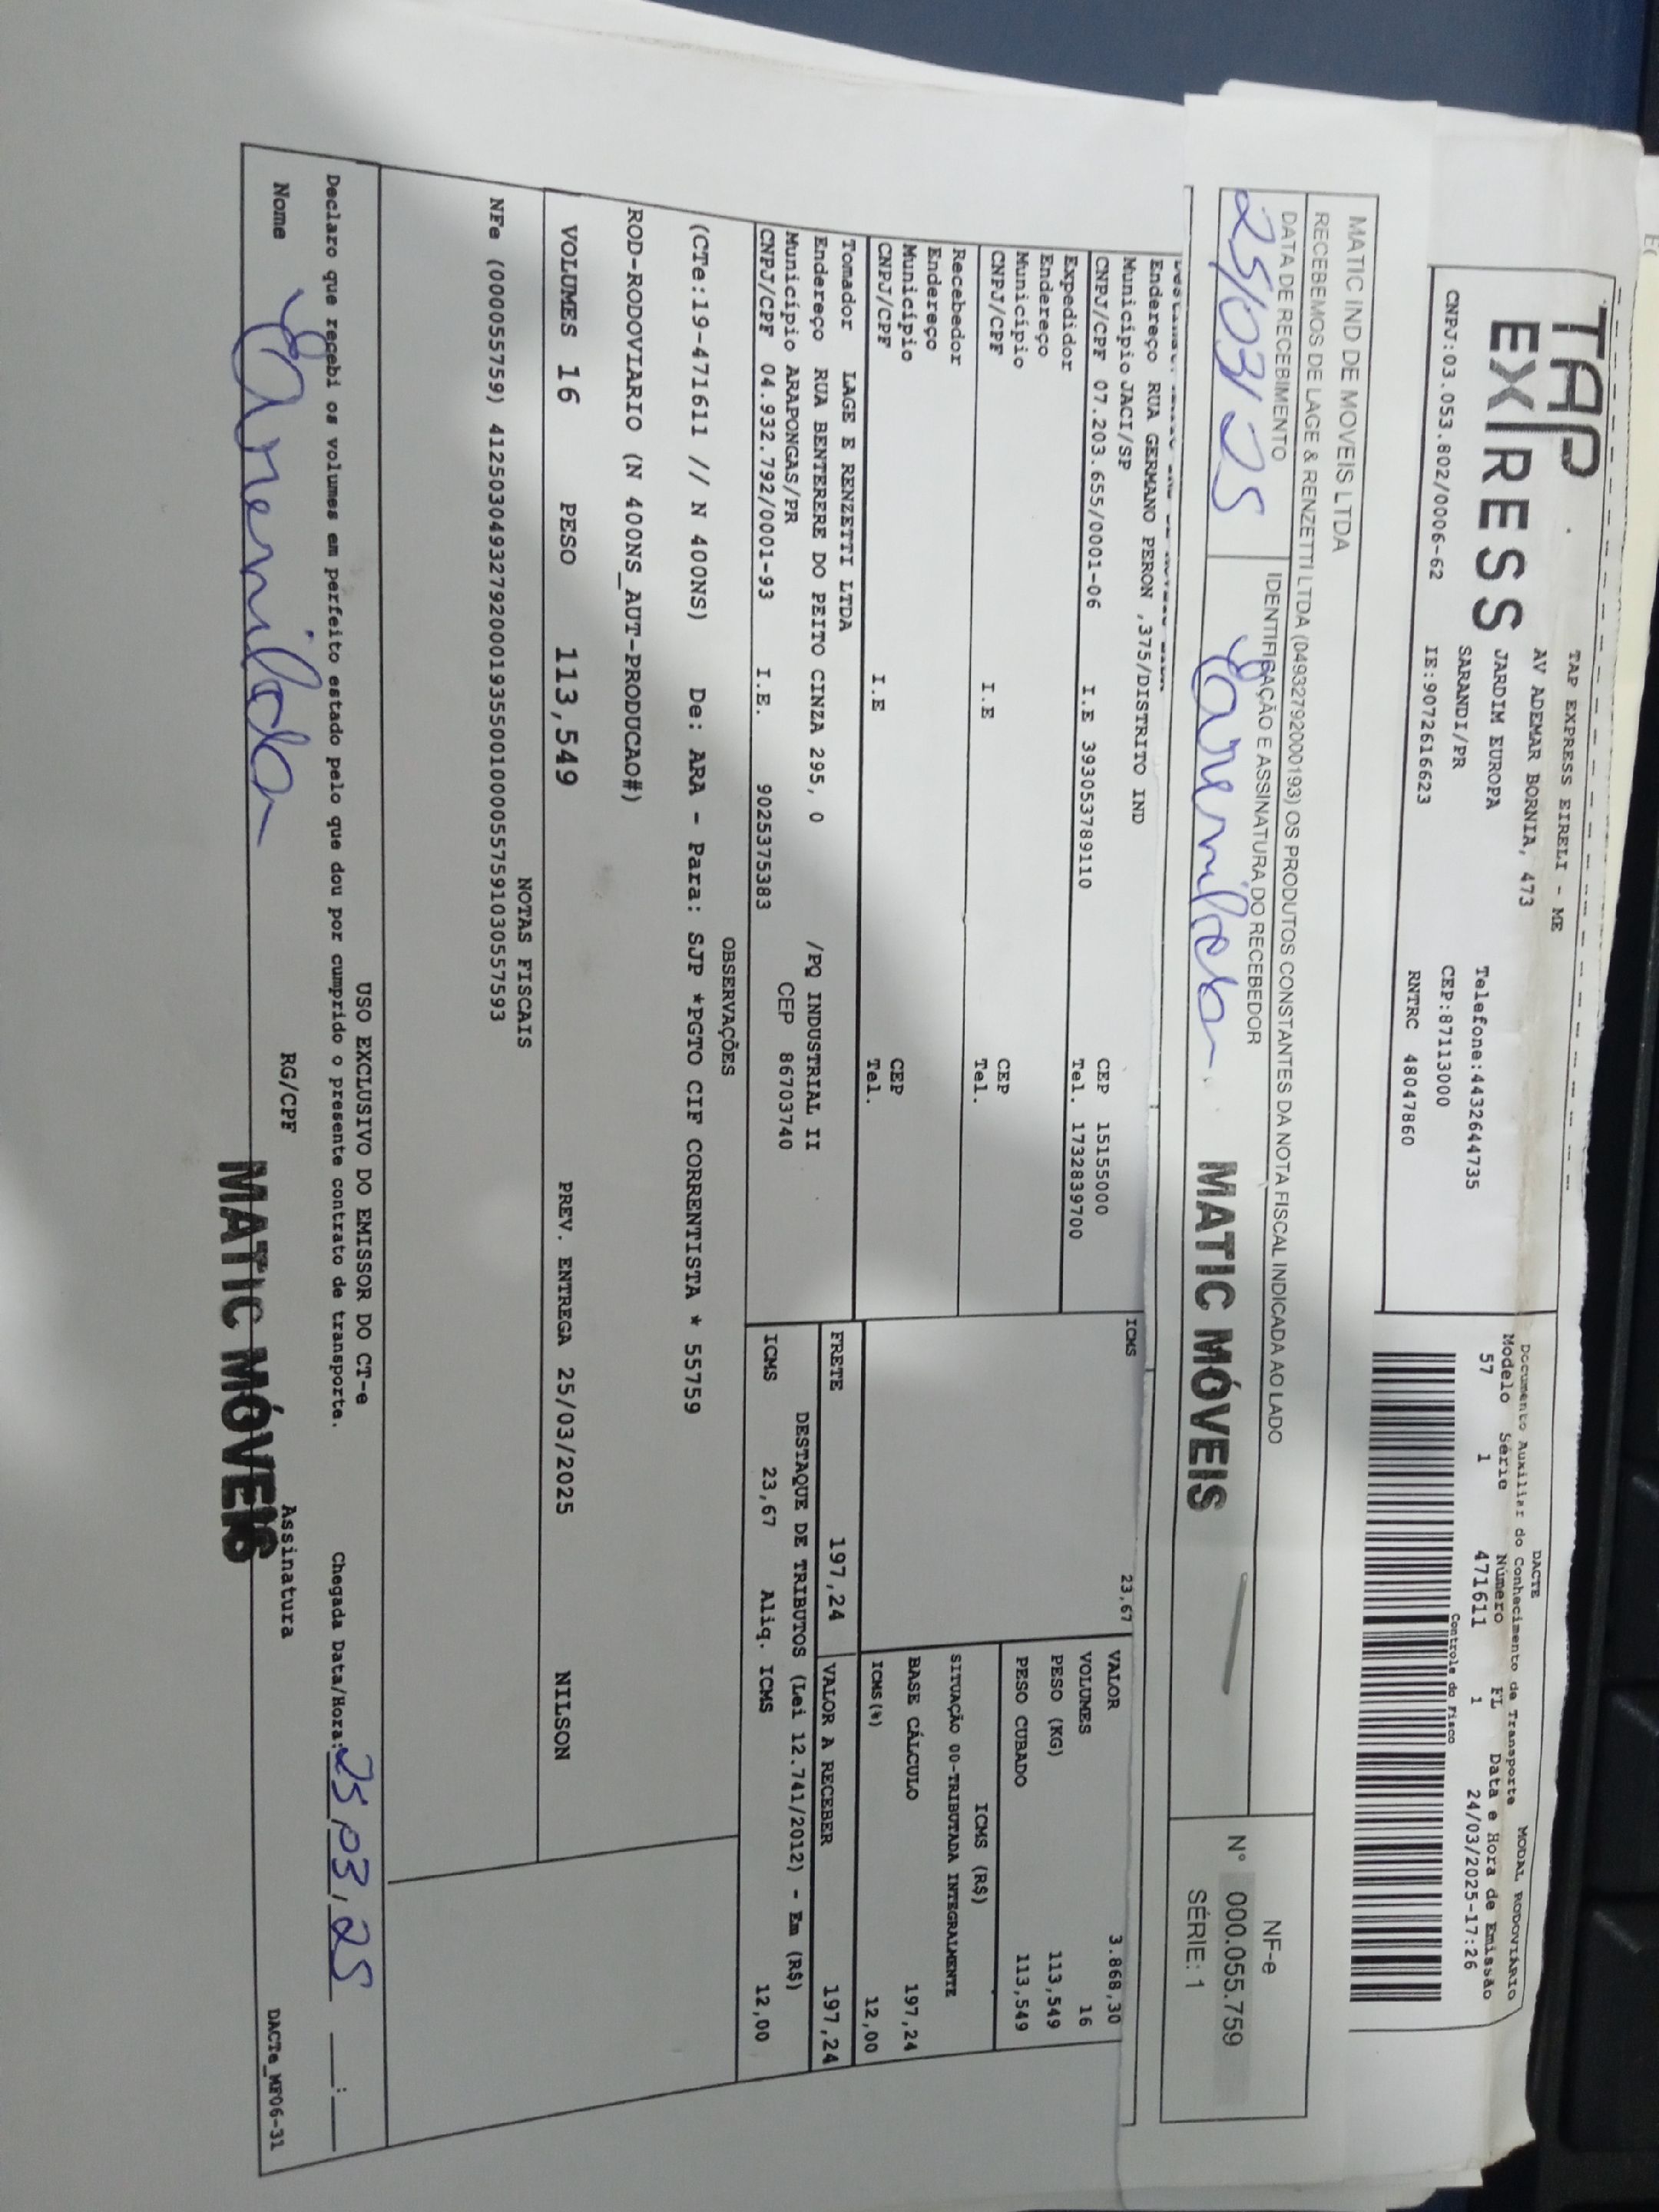 TAP EXPRESS
TAP EXPRESS EIRELI - ME
AV ADEMAR BORNIA, 473
JARDIM EUROPA
Telefone:4432644735
SARANDI/PR
CEP:87113000
CNPJ:03.053.802/0006-62 IE:9072616623 RNTRC 48047860
DACTE
Documento Auxiliar do Conhecimento de Transporte MODAL RODOVIÁRIO
Modelo Série Número FL Data e Hora de Emissão
57 1 471611 1 24/03/2025-17:26
Controle do Fisco
MATIC IND DE MOVEIS LTDA
RECEBEMOS DE LAGE & RENZETTI LTDA (04932792000193) OS PRODUTOS CONSTANTES DA NOTA FISCAL INDICADA AO LADO
DATA DE RECEBIMENTO
IDENTIFICAÇÃO E ASSINATURA DO RECEBEDOR
25/03/25
MATIC MÓVEIS
NF-e
N° 000.055.759
SÉRIE: 1
Endereço RUA GERMANO PERON ,375/DISTRITO IND
Município JACI/SP CEP 15155000
CNPJ/CPF 07.203.655/0001-06 I.E 393053789110 Tel. 1732839700
Expedidor
Endereço
Município CEP
CNPJ/CPF I.E Tel.
Recebedor
Endereço
Município CEP
CNPJ/CPF I.E Tel.
ICMS 23,67
VALOR 3.868,30
VOLUMES 16
PESO (KG) 113,549
PESO CUBADO 113,549
ICMS (R$)
SITUAÇÃO 00-TRIBUTADA INTEGRALMENTE
BASE CÁLCULO 197,24
ICMS(%) 12,00
Tomador LAGE E RENZETTI LTDA
Endereço RUA BENTERERE DO PEITO CINZA 295, 0 /PQ INDUSTRIAL II
Município ARAPONGAS/PR CEP 86703740
CNPJ/CPF 04.932.792/0001-93 I.E. 9025375383
FRETE 197,24 VALOR A RECEBER 197,24
DESTAQUE DE TRIBUTOS (Lei 12.741/2012) - Em (R$)
ICMS 23,67 Aliq. ICMS 12,00
OBSERVAÇÕES
(CTe:19-471611 // N 400NS) De: ARA - Para: SJP *PGTO CIF CORRENTISTA * 55759
ROD-RODOVIARIO (N 400NS_AUT-PRODUCAO#)
VOLUMES 16 PESO 113,549 PREV. ENTREGA 25/03/2025 NILSON
NOTAS FISCAIS
NFe (000055759) 41250304932792000193550010000557591030557593
USO EXCLUSIVO DO EMISSOR DO CT-e
Declaro que recebi os volumes em perfeito estado pelo que dou por cumprido o presente contrato de transporte. Chegada Data/Hora: 25/03/25 __:__
Nome RG/CPF Assinatura
MATIC MÓVEIS
DACTe_MF06-31